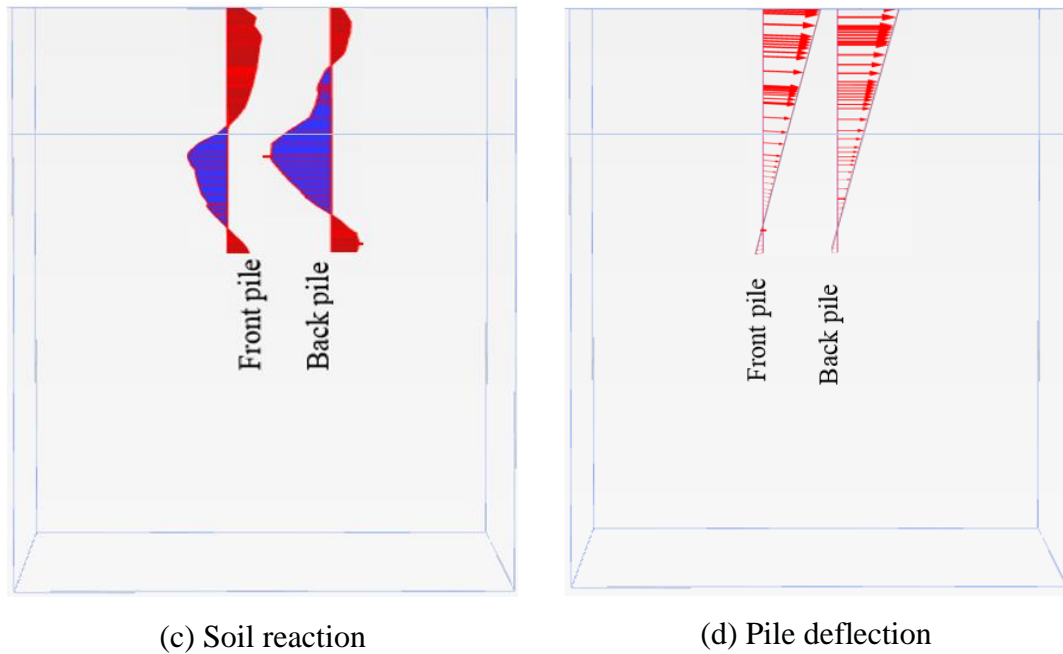 Front pile
Back pile
Front pile
Back pile
(c) Soil reaction
(d) Pile deflection